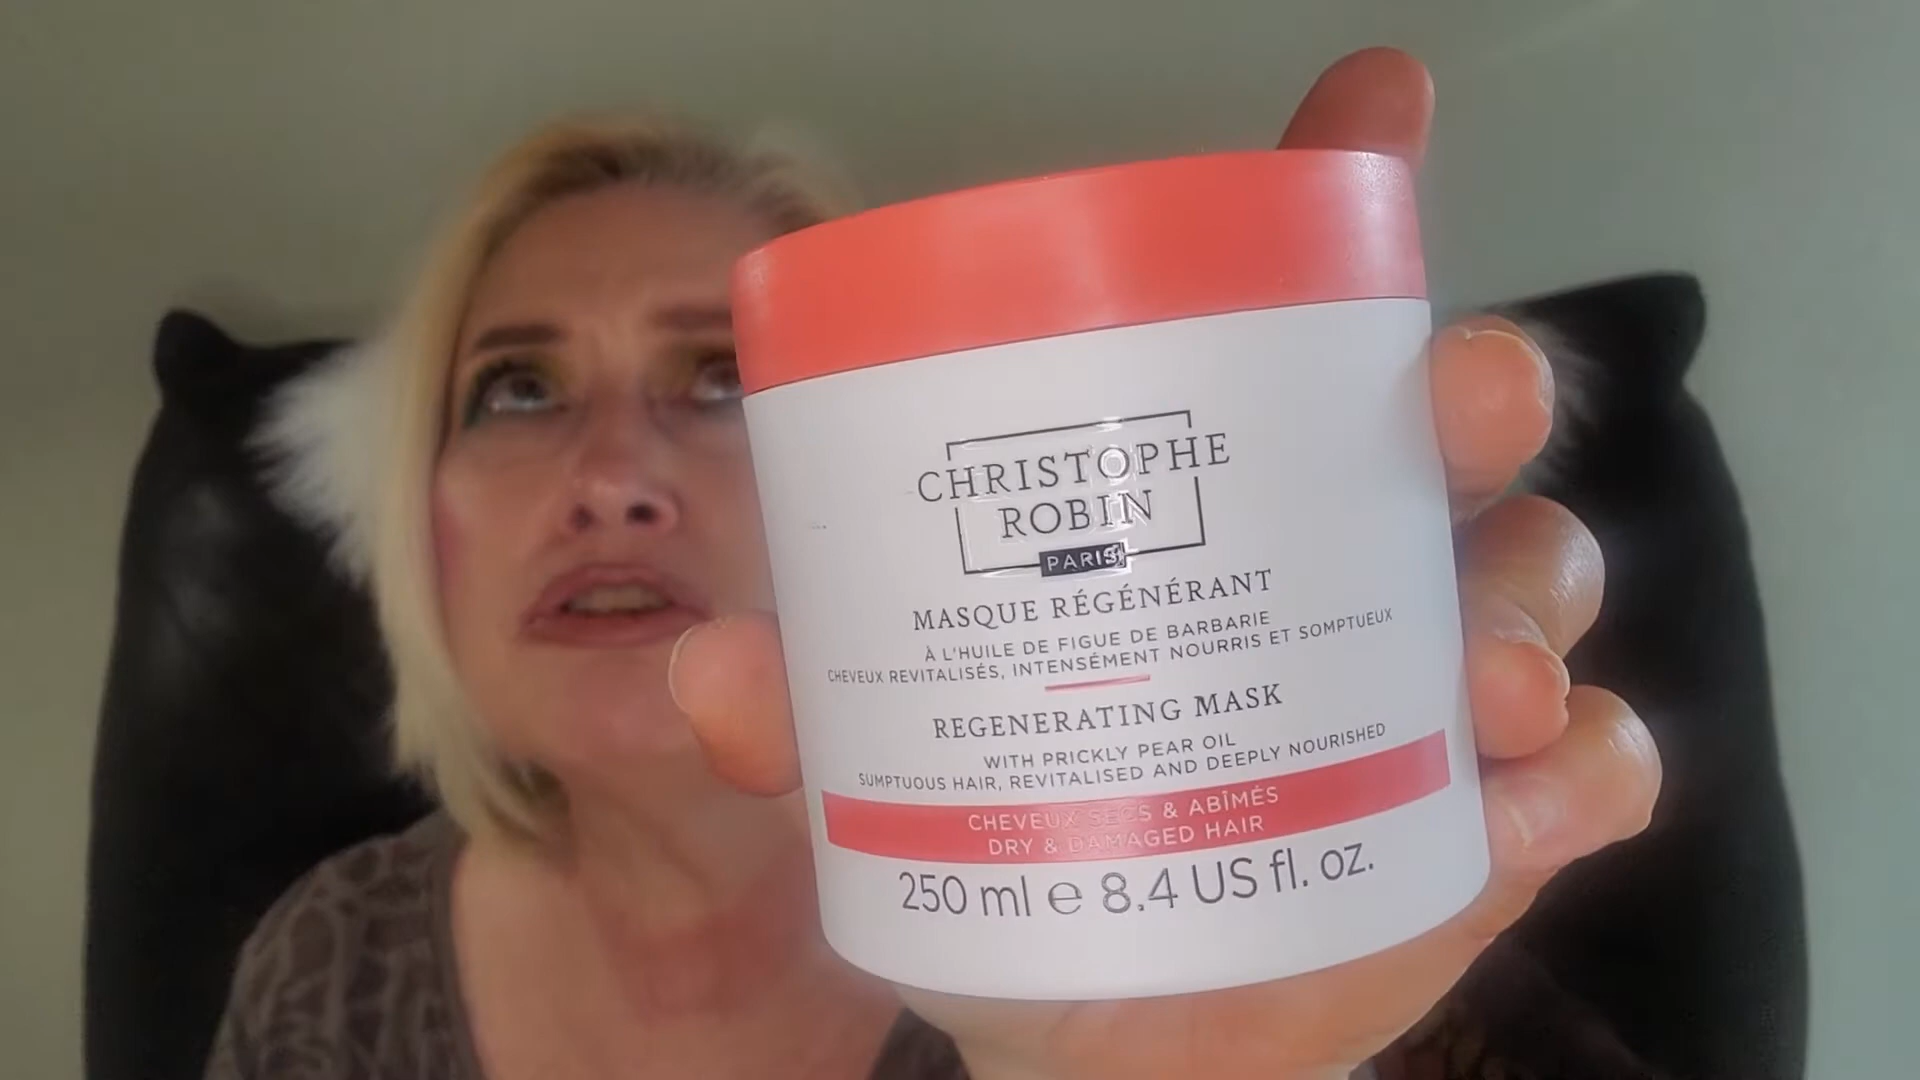 CHRISTOPHE
ROBIN
PARIS
MASQUE RÉGÉNÉRANT
À L'HUILE DE FIGUE DE BARBARIE
CHEVEUX REVITALISÉS, INTENSÉMENT NOURRIS ET SOMPTUEUX
REGENERATING MASK
WITH PRICKLY PEAR OIL
SUMPTUOUS HAIR, REVITALISED AND DEEPLY NOURISHED
CHEVEUX SECS & ABÎMÉS
DRY & DAMAGED HAIR
250 ml e 8.4 US fl. oz.